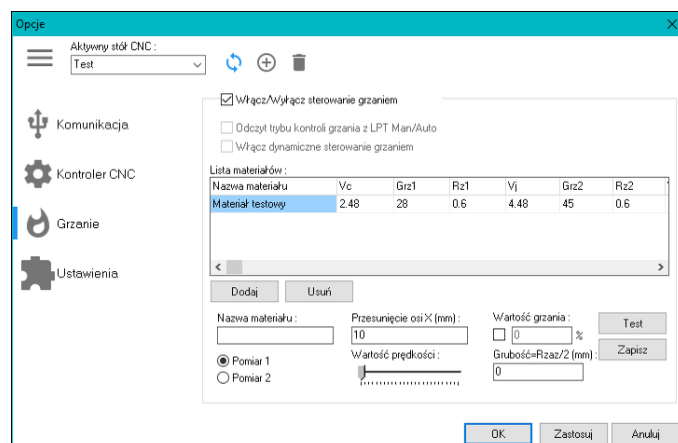 Opcje
Aktywny stół CNC :
Test
Komunikacja
Kontroler CNC
Grzanie
Ustawienia
Włącz/Wyłącz sterowanie grzaniem
Odczyt trybu kontroli grzania z LPT Man/Auto
Włącz dynamiczne sterowanie grzaniem
Lista materiałów :
Nazwa materiału Vc Grz1 Rz1 Vj Grz2 Rz2
Materiał testowy 2.48 28 0.6 4.48 45 0.6
Dodaj Usuń
Nazwa materiału : Przesunięcie osi X (mm) : Wartość grzania :
10 0 % Test
Pomiar 1 Wartość prędkości : Grubość=Rzaz/2 (mm) : Zapisz
Pomiar 2 0
OK Zastosuj Anuluj